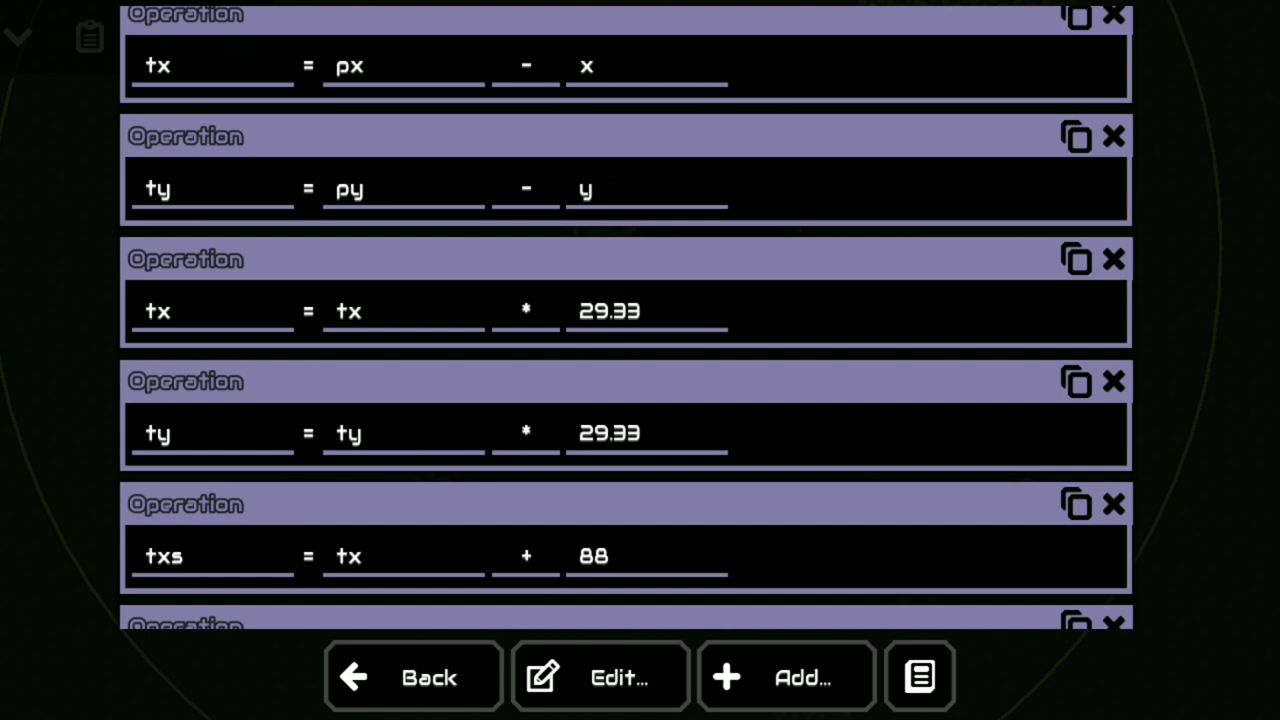 Operation
tx = px - x
Operation
ty = py - y
Operation
tx = tx * 29.33
Operation
ty = ty * 29.33
Operation
txs = tx + 88
Operation
Back Edit... Add...